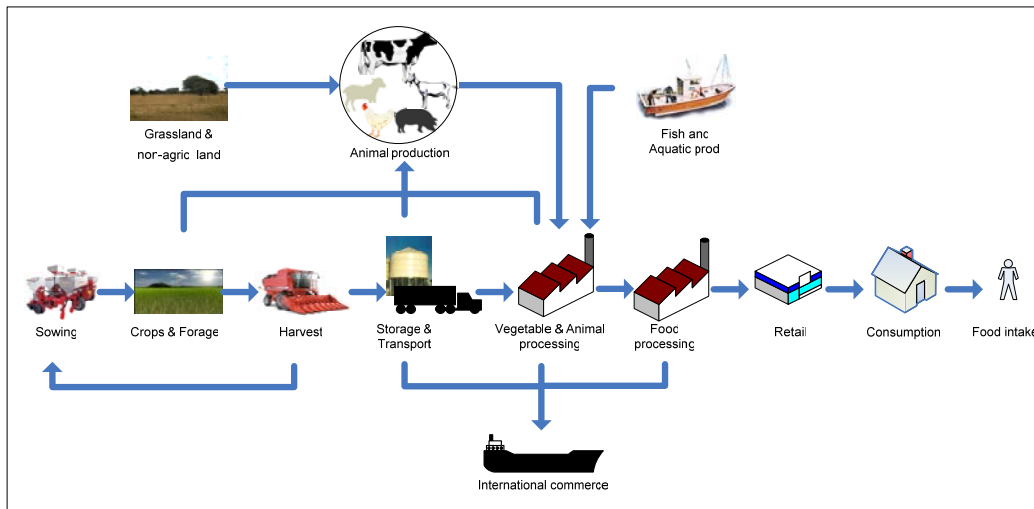 Grassland &
non-agric land
Animal production
Fish and
Aquatic prod
Sowing
Crops & Forage
Harvest
Storage &
Transport
Vegetable & Animal
processing
Food
processing
Retail
Consumption
Food intake
International commerce